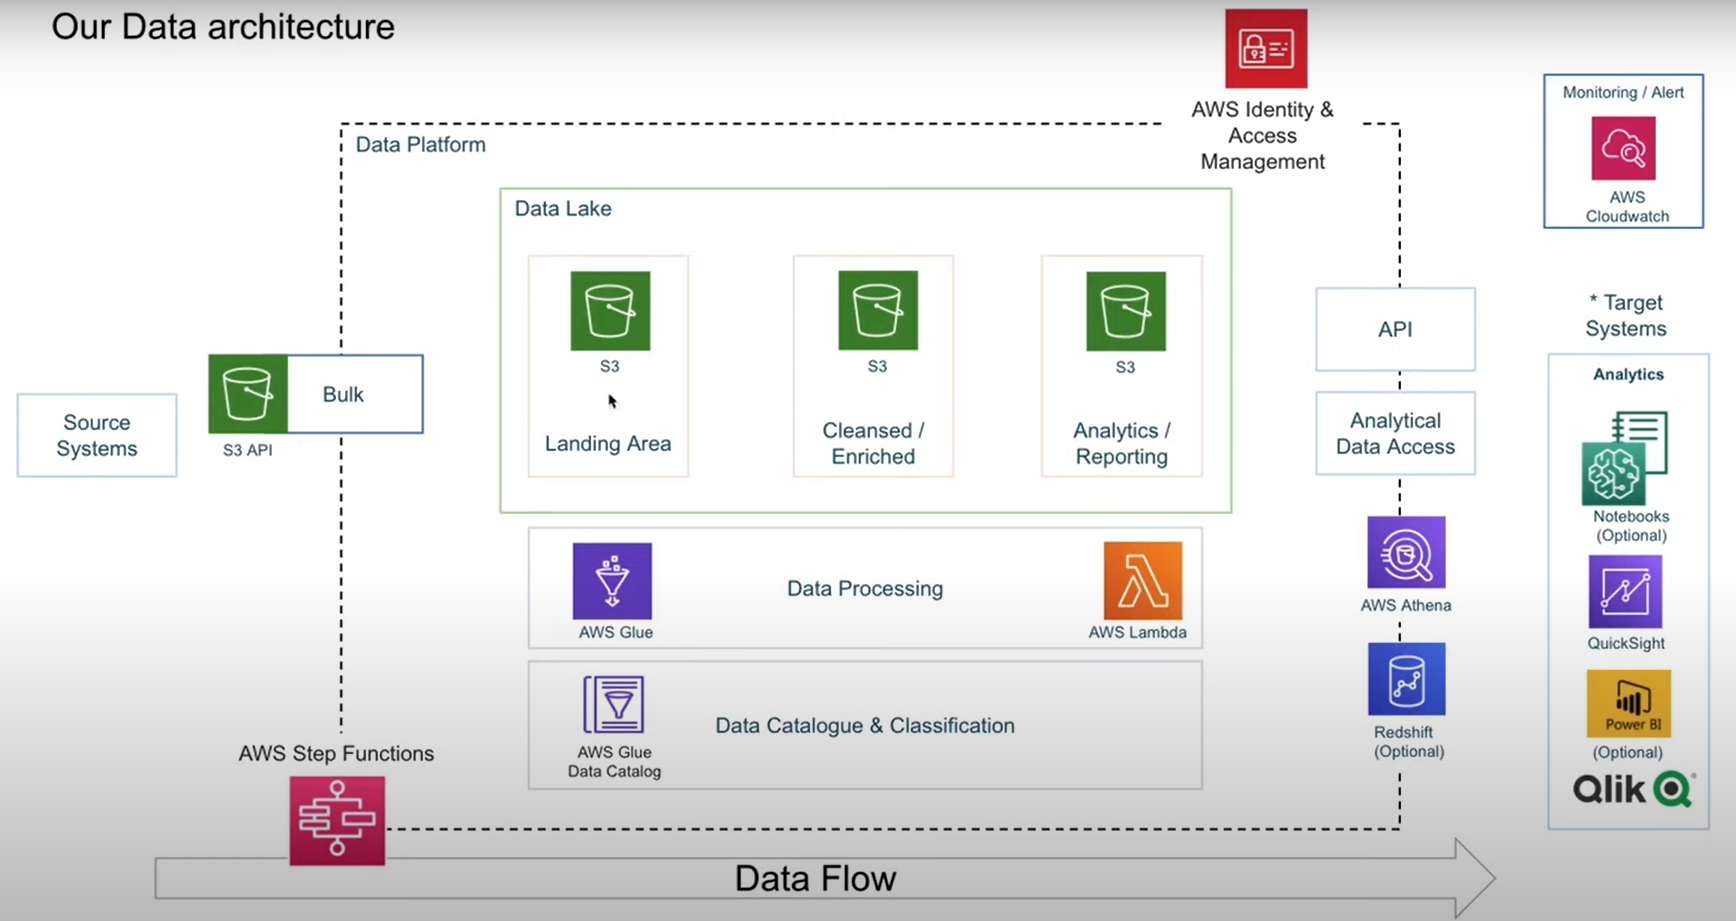 Our Data architecture
AWS Identity &
Access
Management
Monitoring / Alert
AWS
Cloudwatch
Data Platform
Data Lake
S3
Landing Area
S3
Cleansed /
Enriched
S3
Analytics /
Reporting
Source
Systems
Bulk
S3 API
API
Analytical
Data Access
* Target
Systems
Analytics
Notebooks
(Optional)
QuickSight
Power BI
(Optional)
Qlik
AWS Glue
Data Processing
AWS Lambda
AWS Athena
AWS Glue
Data Catalog
Data Catalogue & Classification
Redshift
(Optional)
AWS Step Functions
Data Flow